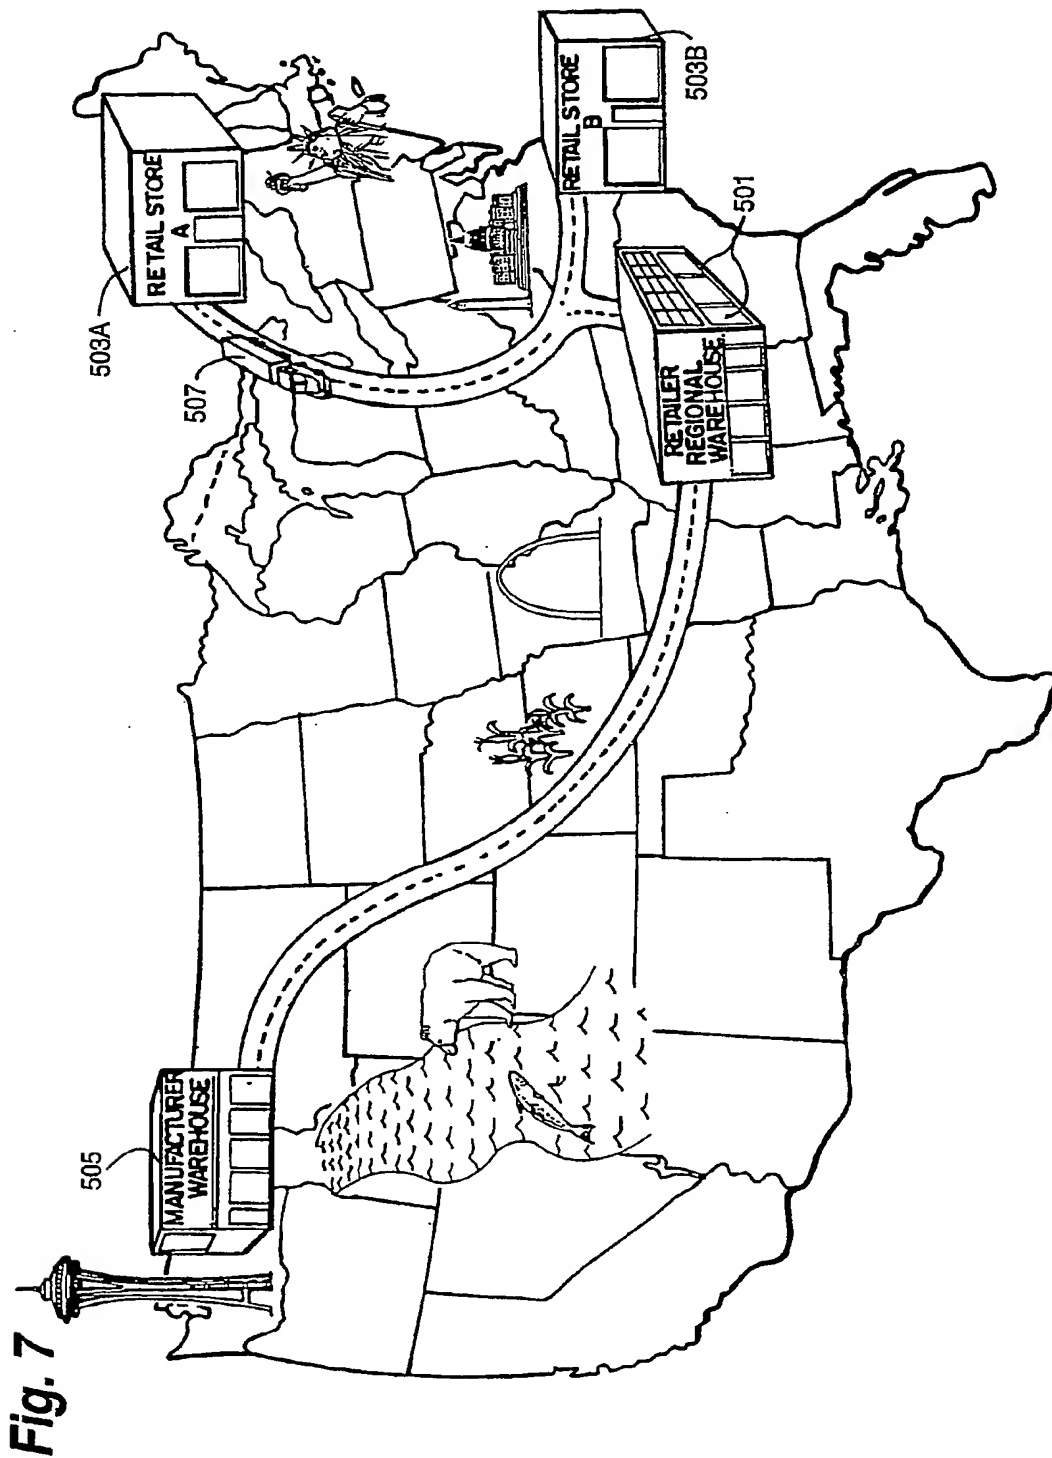 Fig. 7
505
MANUFACTURER
WAREHOUSE
507
503A
RETAIL STORE
A
RETAIL STORE
B
503B
RETAILER
REGIONAL
WAREHOUSE
501